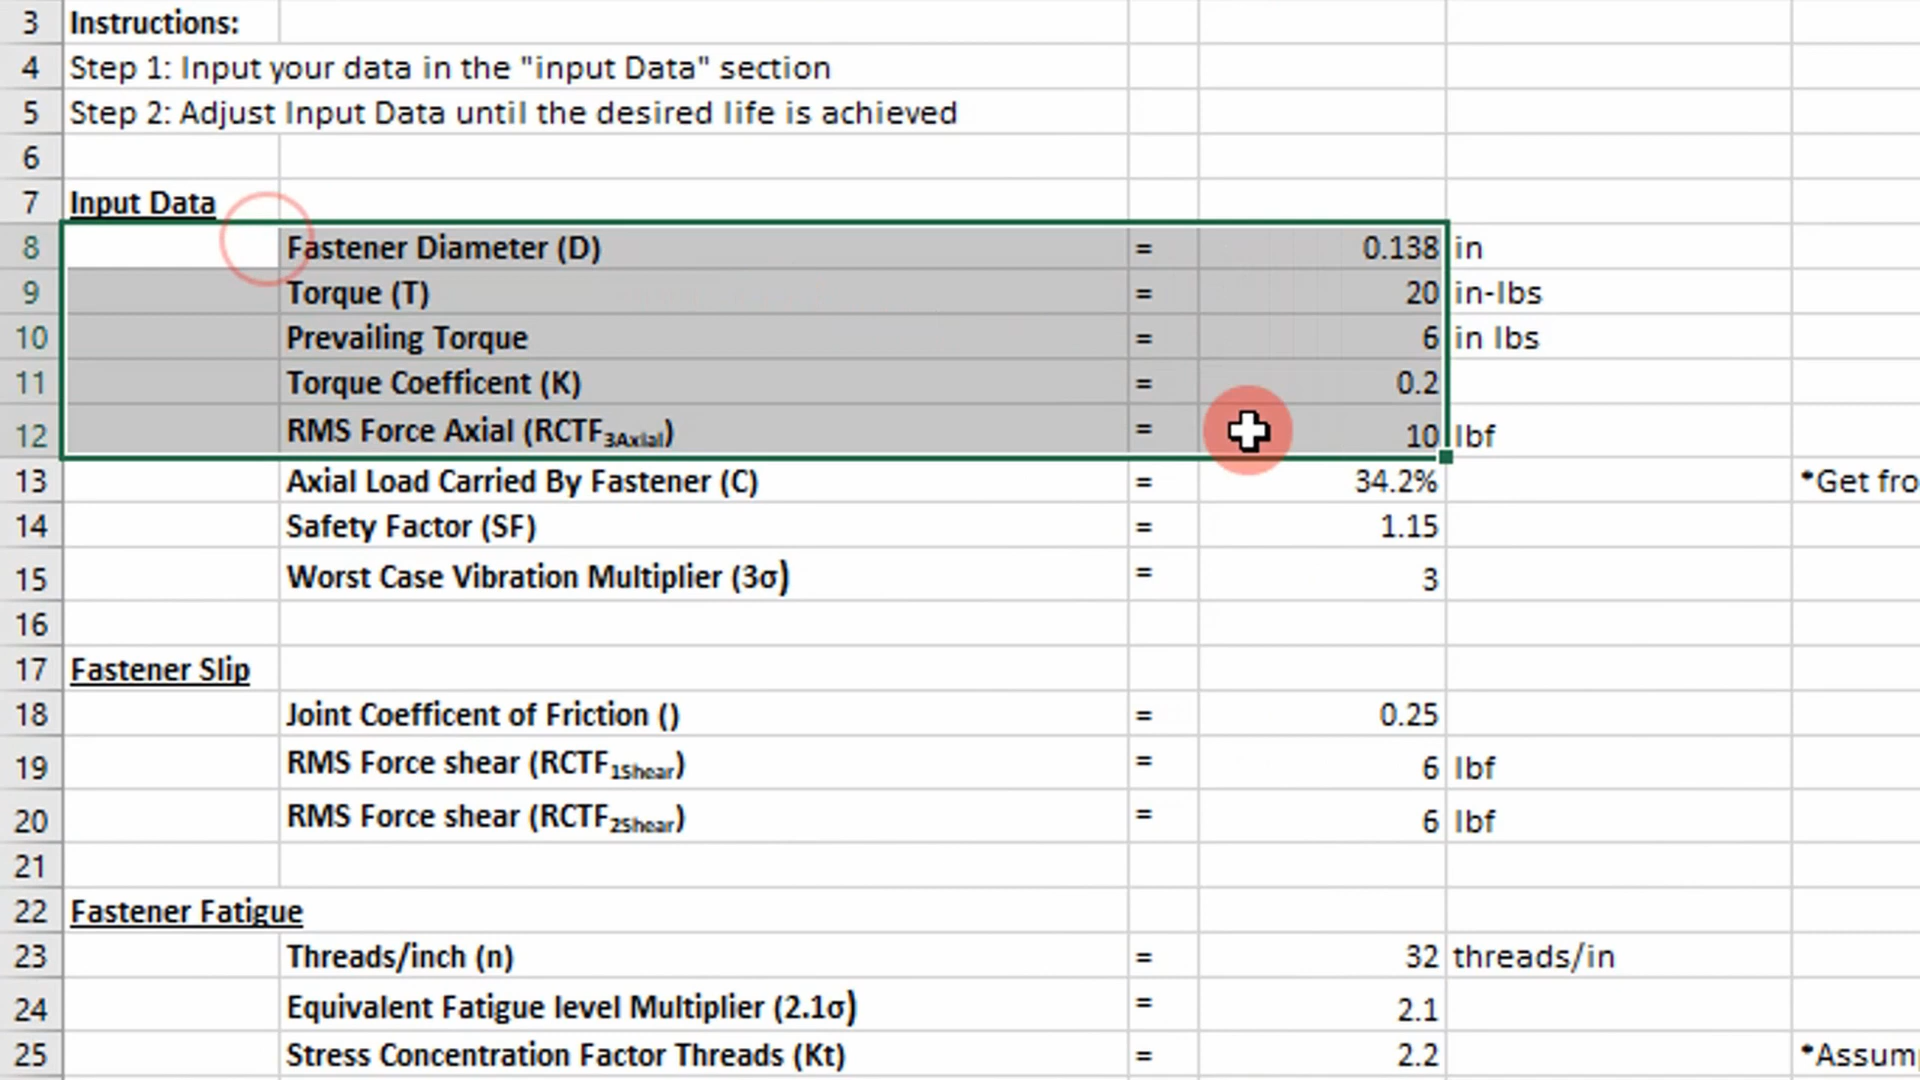 3 Instructions:
4 Step 1: Input your data in the "input Data" section
5 Step 2: Adjust Input Data until the desired life is achieved
6
7 Input Data
8 Fastener Diameter (D) = 0.138 in
9 Torque (T) = 20 in-lbs
10 Prevailing Torque = 6 in lbs
11 Torque Coefficent (K) = 0.2
12 RMS Force Axial (RCTF3Axial) = 10 lbf
13 Axial Load Carried By Fastener (C) = 34.2% *Get fro
14 Safety Factor (SF) = 1.15
15 Worst Case Vibration Multiplier (3σ) = 3
16
17 Fastener Slip
18 Joint Coefficent of Friction () = 0.25
19 RMS Force shear (RCTF1Shear) = 6 lbf
20 RMS Force shear (RCTF2Shear) = 6 lbf
21
22 Fastener Fatigue
23 Threads/inch (n) = 32 threads/in
24 Equivalent Fatigue level Multiplier (2.1σ) = 2.1
25 Stress Concentration Factor Threads (Kt) = 2.2 *Assum